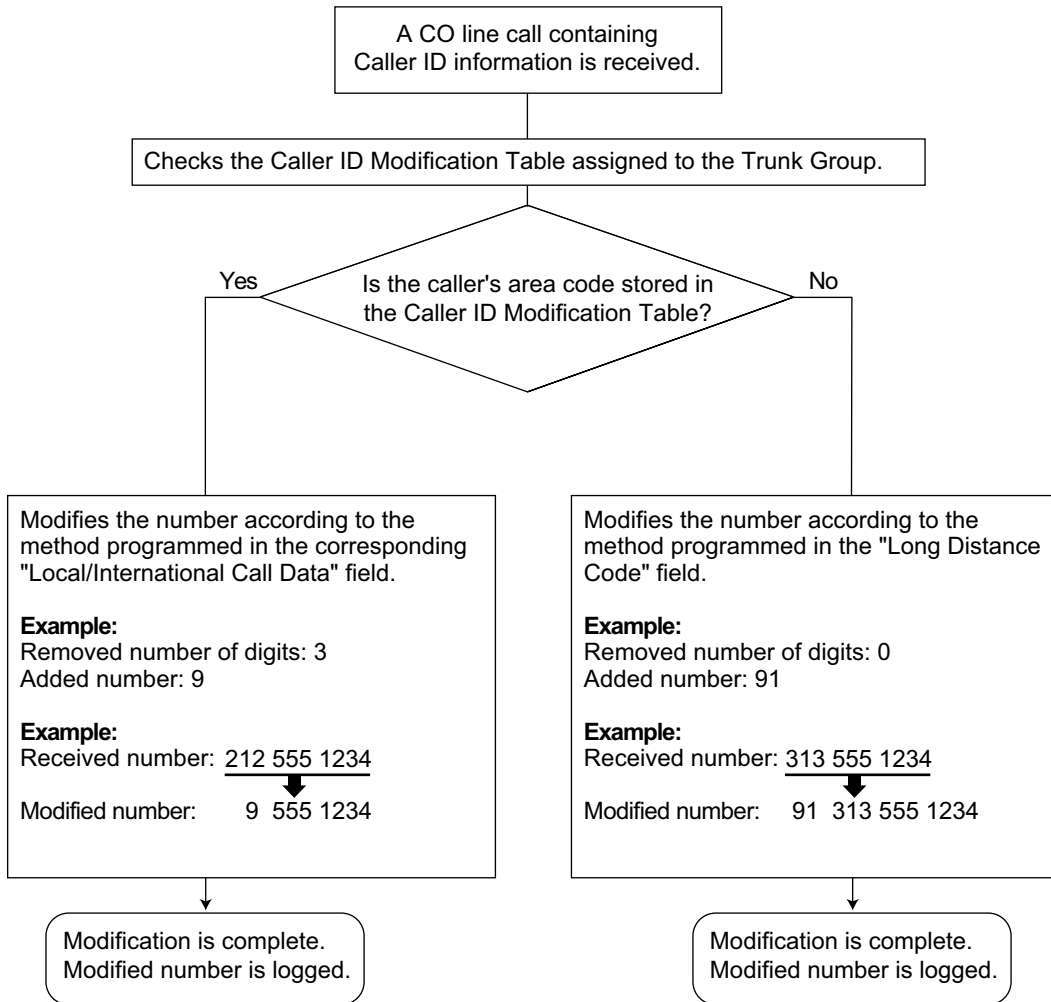 A CO line call containing
Caller ID information is received.
Checks the Caller ID Modification Table assigned to the Trunk Group.
Is the caller's area code stored in
the Caller ID Modification Table?
Yes
No
Modifies the number according to the
method programmed in the corresponding
"Local/International Call Data" field.
Example:
Removed number of digits: 3
Added number: 9
Example:
Received number: 212 555 1234
Modified number: 9 555 1234
Modification is complete.
Modified number is logged.
Modifies the number according to the
method programmed in the "Long Distance
Code" field.
Example:
Removed number of digits: 0
Added number: 91
Example:
Received number: 313 555 1234
Modified number: 91 313 555 1234
Modification is complete.
Modified number is logged.